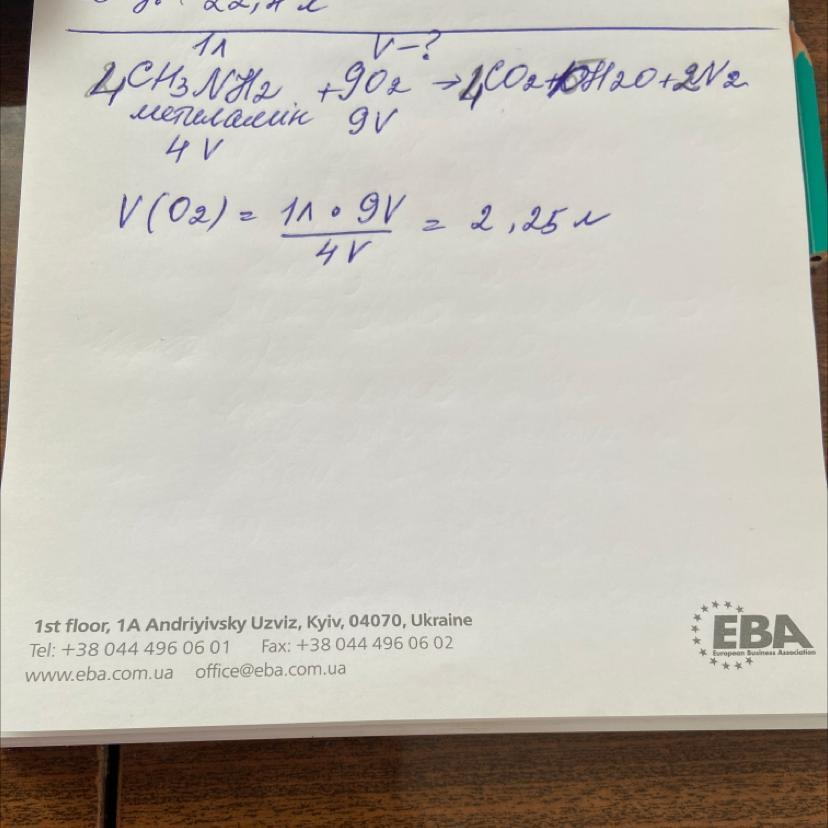 22,4 л
1л V-?
4CH3NH2 + 9O2 → 4CO2+10H2O+2N2
метиламін 9V
4V
V(O2) = 1л • 9V / 4V = 2,25 л
1st floor, 1A Andriyivsky Uzviz, Kyiv, 04070, Ukraine
Tel: +38 044 496 06 01 Fax: +38 044 496 06 02
www.eba.com.ua office@eba.com.ua
EBA
European Business Association